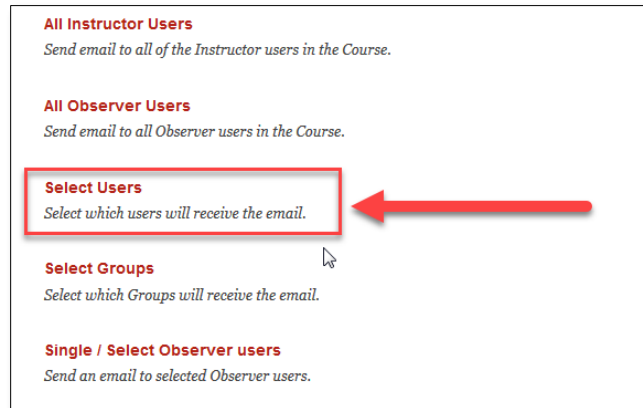 All Instructor Users
Send email to all of the Instructor users in the Course.
All Observer Users
Send email to all Observer users in the Course.
Select Users
Select which users will receive the email.
Select Groups
Select which Groups will receive the email.
Single / Select Observer users
Send an email to selected Observer users.